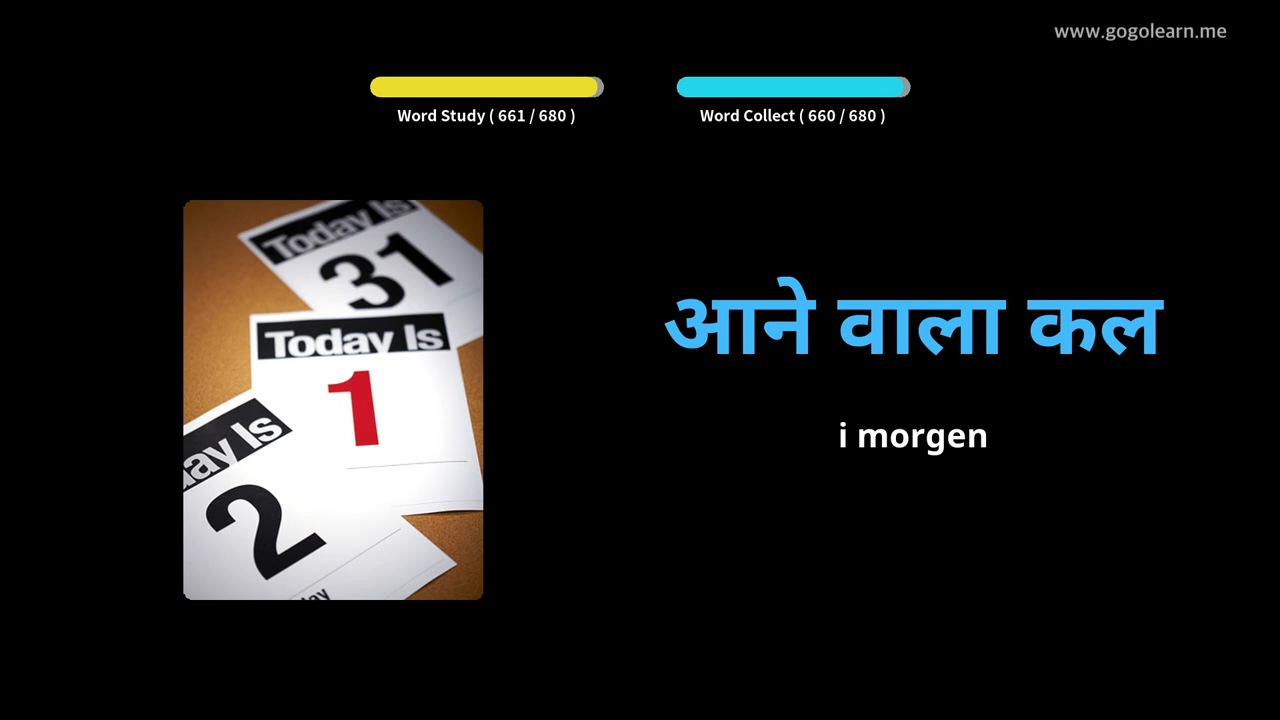 www.gogolearn.me
Word Study ( 661 / 680 )
Word Collect ( 660 / 680 )
Today Is
31
Today Is
1
ay Is
2
ay
आने वाला कल
i morgen